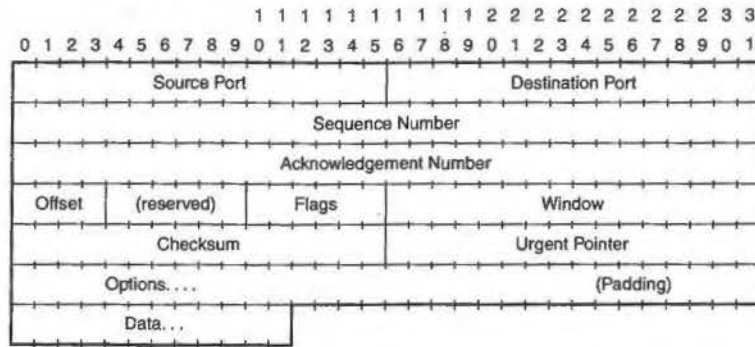 1 1 1 1 1 1 1 1 1 1 2 2 2 2 2 2 2 2 2 2 3 3
0 1 2 3 4 5 6 7 8 9 0 1 2 3 4 5 6 7 8 9 0 1 2 3 4 5 6 7 8 9 0 1
Source Port Destination Port
Sequence Number
Acknowledgement Number
Offset (reserved) Flags Window
Checksum Urgent Pointer
Options. . . . (Padding)
Data. . .